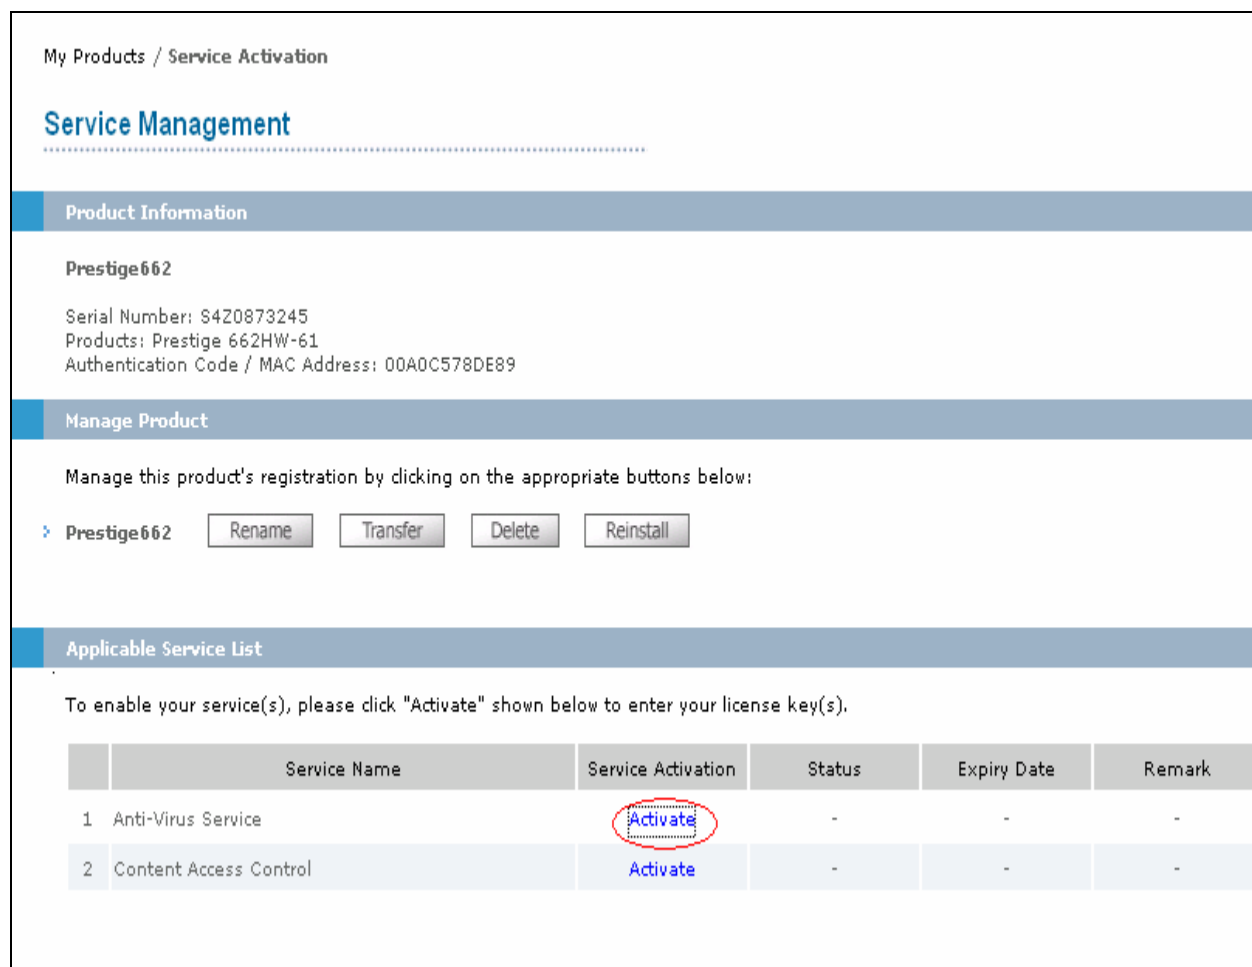 My Products / Service Activation
Service Management
Product Information
Prestige662
Serial Number: S4Z0873245
Products: Prestige 662HW-61
Authentication Code / MAC Address: 00A0C578DE89
Manage Product
Manage this product's registration by clicking on the appropriate buttons below:
Prestige662 Rename Transfer Delete Reinstall
Applicable Service List
To enable your service(s), please click "Activate" shown below to enter your license key(s).
Service Name Service Activation Status Expiry Date Remark
1 Anti-Virus Service Activate - - -
2 Content Access Control Activate - - -